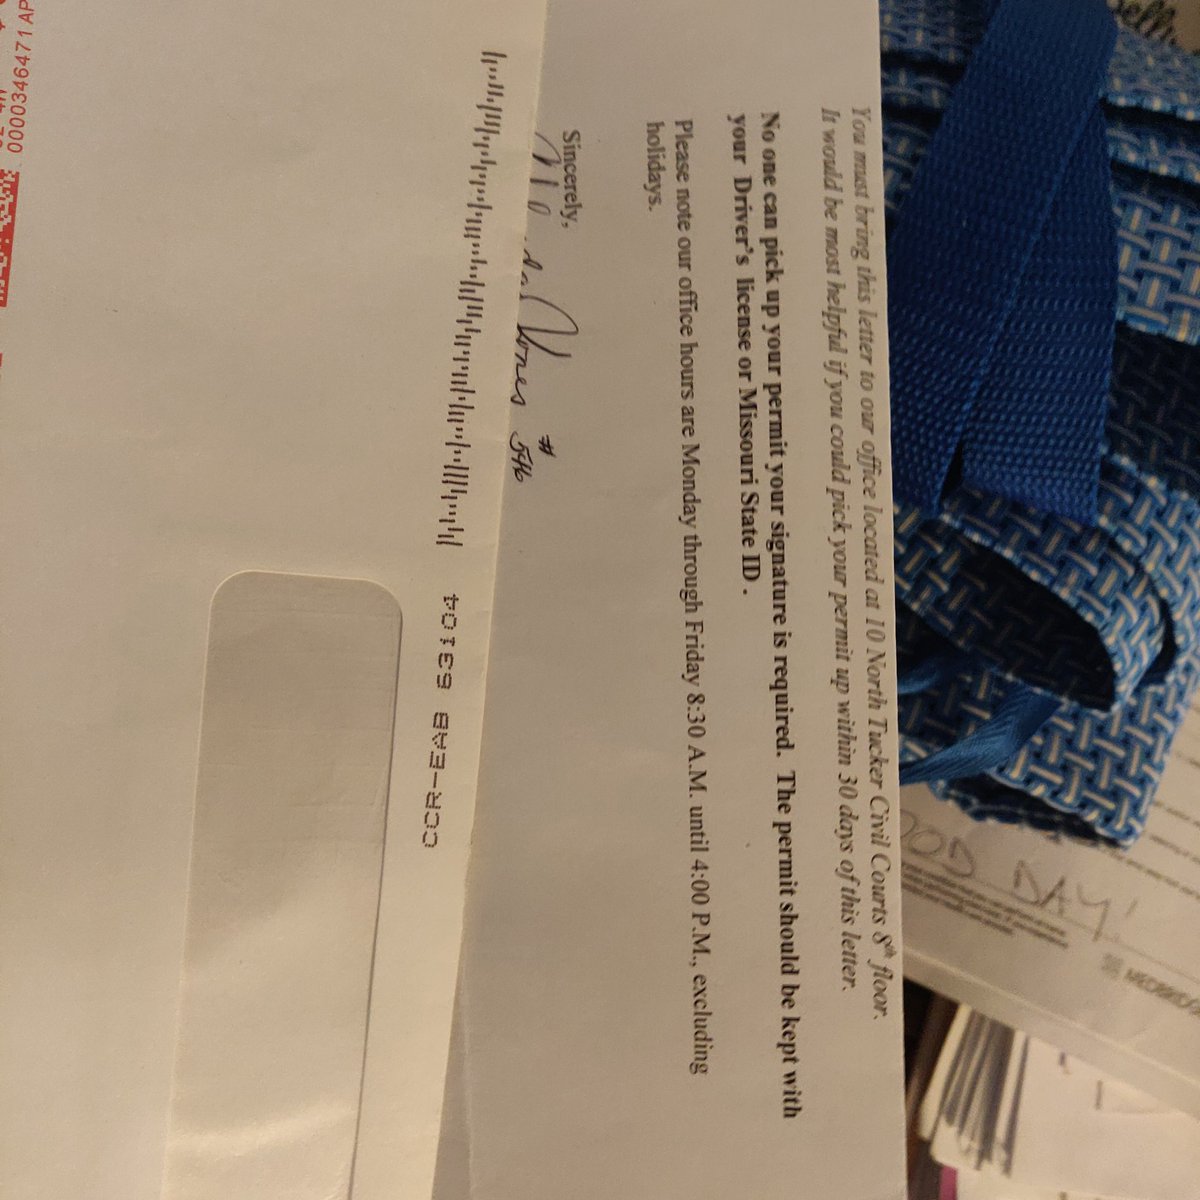 You must bring this letter to our office located at 10 North Tucker Civil Courts 8th floor.
It would be most helpful if you could pick your permit up within 30 days of this letter.
No one can pick up your permit your signature is required. The permit should be kept with
your Driver's license or Missouri State ID .
Please note our office hours are Monday through Friday 8:30 A.M. until 4:00 P.M., excluding
holidays.
Sincerely,
Jones # 546
CCR-EAB 63104
0000346471 AP
OOD DAY!